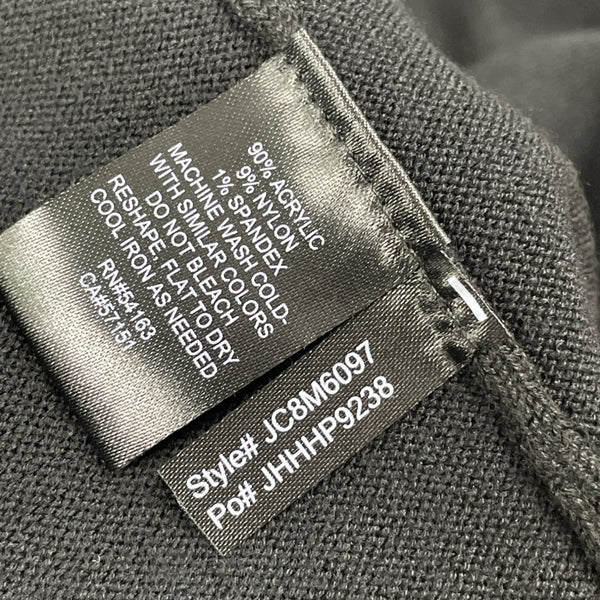 90% ACRYLIC
9% NYLON
1% SPANDEX
MACHINE WASH COLD-
WITH SIMILAR COLORS
DO NOT BLEACH
RESHAPE, FLAT TO DRY
COOL IRON AS NEEDED
RN#54163
CA#57151
Style# JC8M6097
Po# JHHHP9238